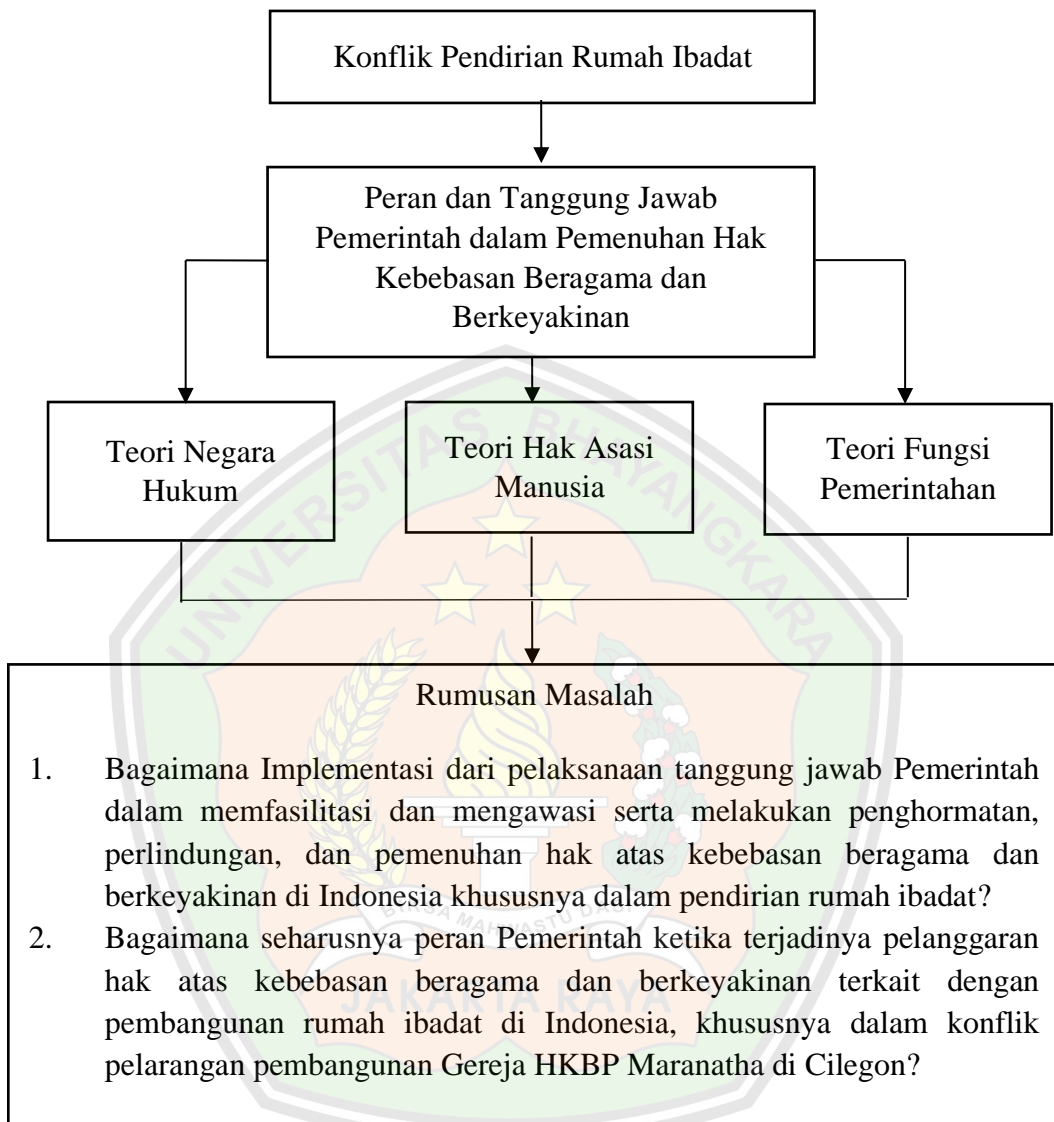 Konflik Pendirian Rumah Ibadat
Peran dan Tanggung Jawab
Pemerintah dalam Pemenuhan Hak
Kebebasan Beragama dan
Berkeyakinan
Teori Negara
Hukum
Teori Hak Asasi
Manusia
Teori Fungsi
Pemerintahan
UNIVERSITAS BHAYANGKARA
Rumusan Masalah
1. Bagaimana Implementasi dari pelaksanaan tanggung jawab Pemerintah
dalam memfasilitasi dan mengawasi serta melakukan penghormatan,
perlindungan, dan pemenuhan hak atas kebebasan beragama dan
berkeyakinan di Indonesia khususnya dalam pendirian rumah ibadat?
2. Bagaimana seharusnya peran Pemerintah ketika terjadinya pelanggaran
hak atas kebebasan beragama dan berkeyakinan terkait dengan
pembangunan rumah ibadat di Indonesia, khususnya dalam konflik
pelarangan pembangunan Gereja HKBP Maranatha di Cilegon?
JAKARTA RAYA